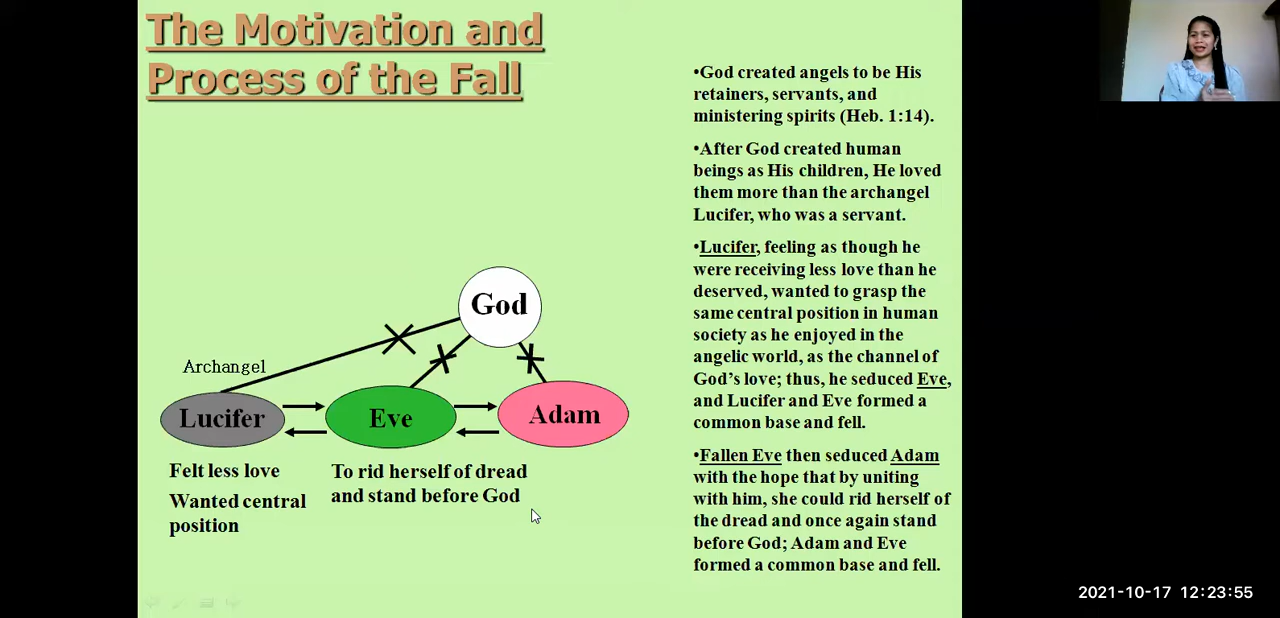 The Motivation and
Process of the Fall
•God created angels to be His
retainers, servants, and
ministering spirits (Heb. 1:14).
•After God created human
beings as His children, He loved
them more than the archangel
Lucifer, who was a servant.
•Lucifer, feeling as though he
were receiving less love than he
deserved, wanted to grasp the
same central position in human
society as he enjoyed in the
angelic world, as the channel of
God’s love; thus, he seduced Eve,
and Lucifer and Eve formed a
common base and fell.
•Fallen Eve then seduced Adam
with the hope that by uniting
with him, she could rid herself of
the dread and once again stand
before God; Adam and Eve
formed a common base and fell.
God
Archangel
Lucifer
Eve
Adam
Felt less love
Wanted central
position
To rid herself of dread
and stand before God
2021-10-17 12:23:55